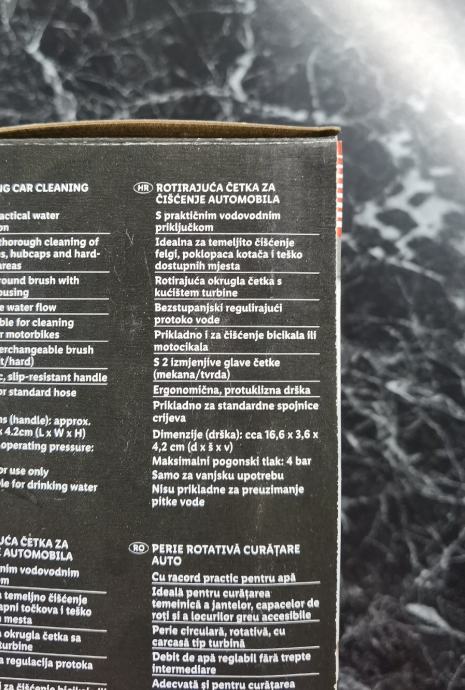 NG CAR CLEANING
actical water
on
thorough cleaning of
s, hubcaps and hard-
areas
ound brush with
ousing
e water flow
ble for cleaning
r motorbikes
erchangeable brush
t/hard)
c, slip-resistant handle
or standard hose
ns (handle): approx.
x 4.2cm (L x W x H)
operating pressure:
or use only
le for drinking water
UĆA ČETKA ZA
E AUTOMOBILA
nim vodovodnim
m
a temeljno čišćenje
apni točkova i teško
n mesta
a okrugla četka sa
turbine
a regulacija protoka
HR ROTIRAJUĆA ČETKA ZA
ČIŠĆENJE AUTOMOBILA
S praktičnim vodovodnim
priključkom
Idealna za temeljito čišćenje
felgi, poklopaca kotača i teško
dostupnih mjesta
Rotirajuća okrugla četka s
kućištem turbine
Bezstupanjski regulirajući
protoko vode
Prikladno i za čišćenje bicikala ili
motocikala
S 2 izmjenjive glave četke
(mekana/tvrda)
Ergonomična, protuklizna drška
Prikladno za standardne spojnice
crijeva
Dimenzije (drška): cca 16,6 x 3,6 x
4,2 cm (d x š x v)
Maksimalni pogonski tlak: 4 bar
Samo za vanjsku upotrebu
Nisu prikladne za preuzimanje
pitke vode
RO PERIE ROTATIVĂ CURĂȚARE
AUTO
Cu racord practic pentru apă
Ideală pentru curățarea
temeinică a jantelor, capacelor de
roți și a locurilor greu accesibile
Perie circulară, rotativă, cu
carcasă tip turbină
Debit de apă reglabil fără trepte
intermediare
Adecvată și pentru curățarea